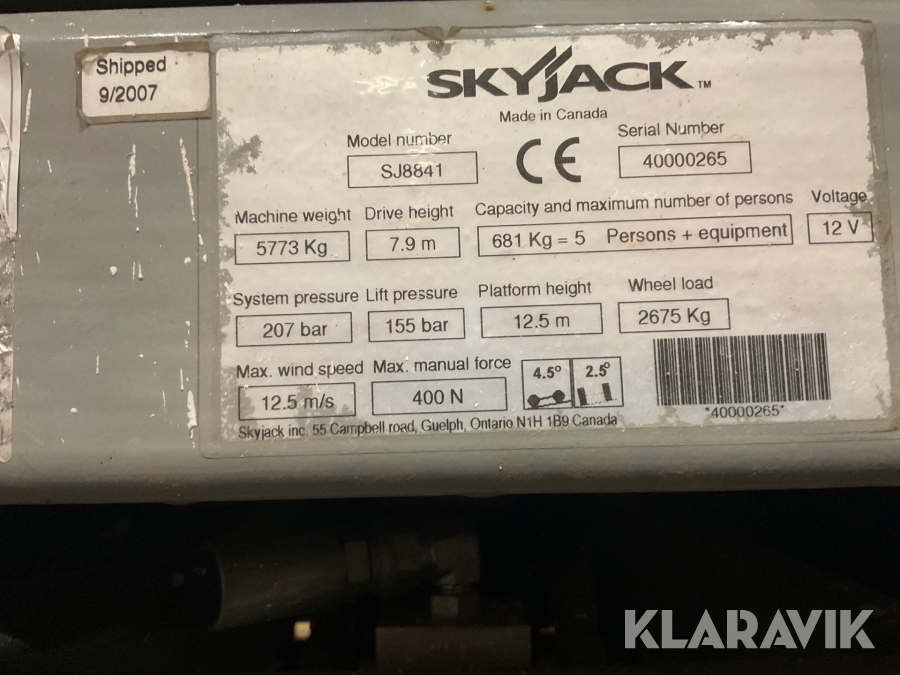 Shipped
9/2007
SKYJACK™
Made in Canada
Model number
SJ8841
CE
Serial Number
40000265
Machine weight
5773 Kg
Drive height
7.9 m
Capacity and maximum number of persons
681 Kg = 5 Persons + equipment
Voltage
12 V
System pressure
207 bar
Lift pressure
155 bar
Platform height
12.5 m
Wheel load
2675 Kg
Max. wind speed
12.5 m/s
Max. manual force
400 N
4.5º
2.5º
*40000265*
Skyjack inc. 55 Campbell road, Guelph, Ontario N1H 1B9 Canada
KLARAVIK